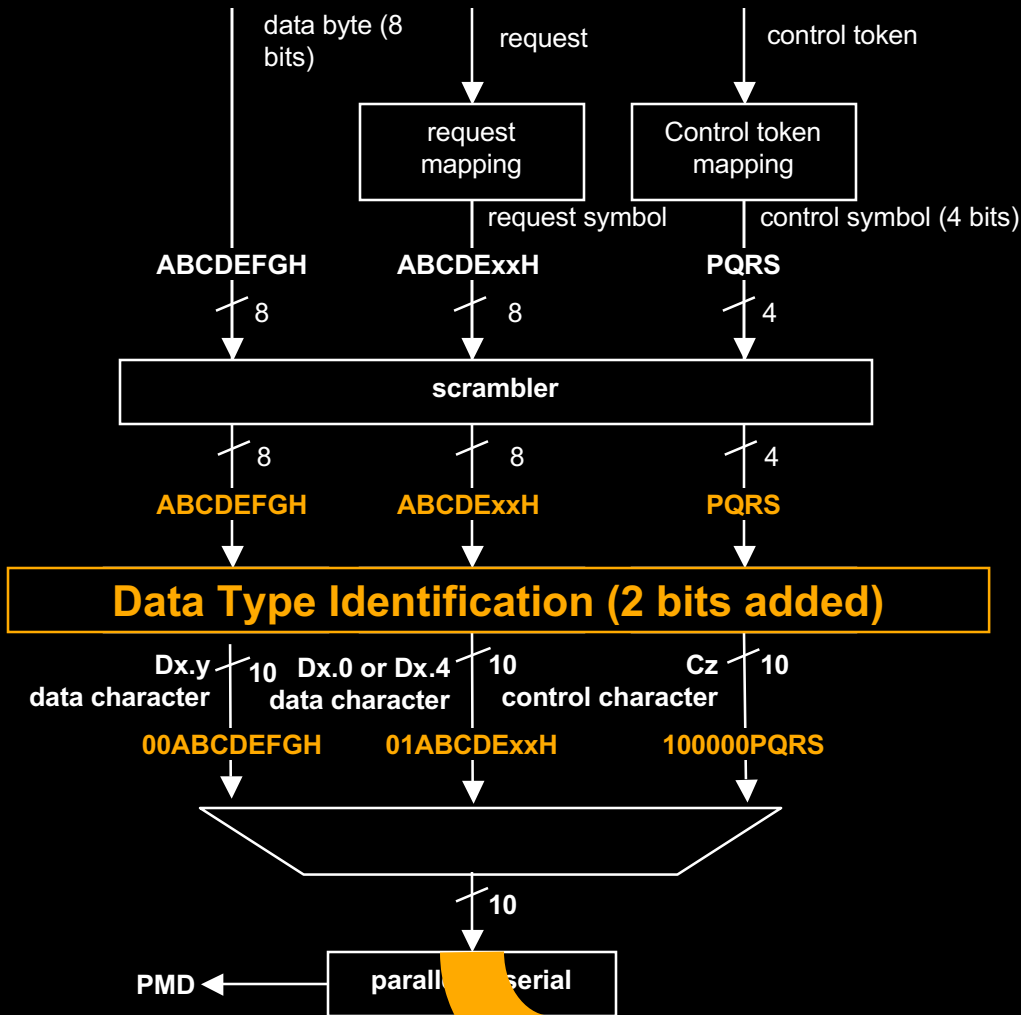 data byte (8
bits)
request
control token
request
mapping
Control token
mapping
request symbol
control symbol (4 bits)
ABCDEFGH
ABCDExxH
PQRS
8
8
4
scrambler
8
8
4
ABCDEFGH
ABCDExxH
PQRS
Data Type Identification (2 bits added)
Dx.y
data character
10
Dx.0 or Dx.4
data character
10
Cz
control character
10
00ABCDEFGH
01ABCDExxH
100000PQRS
10
PMD
serial